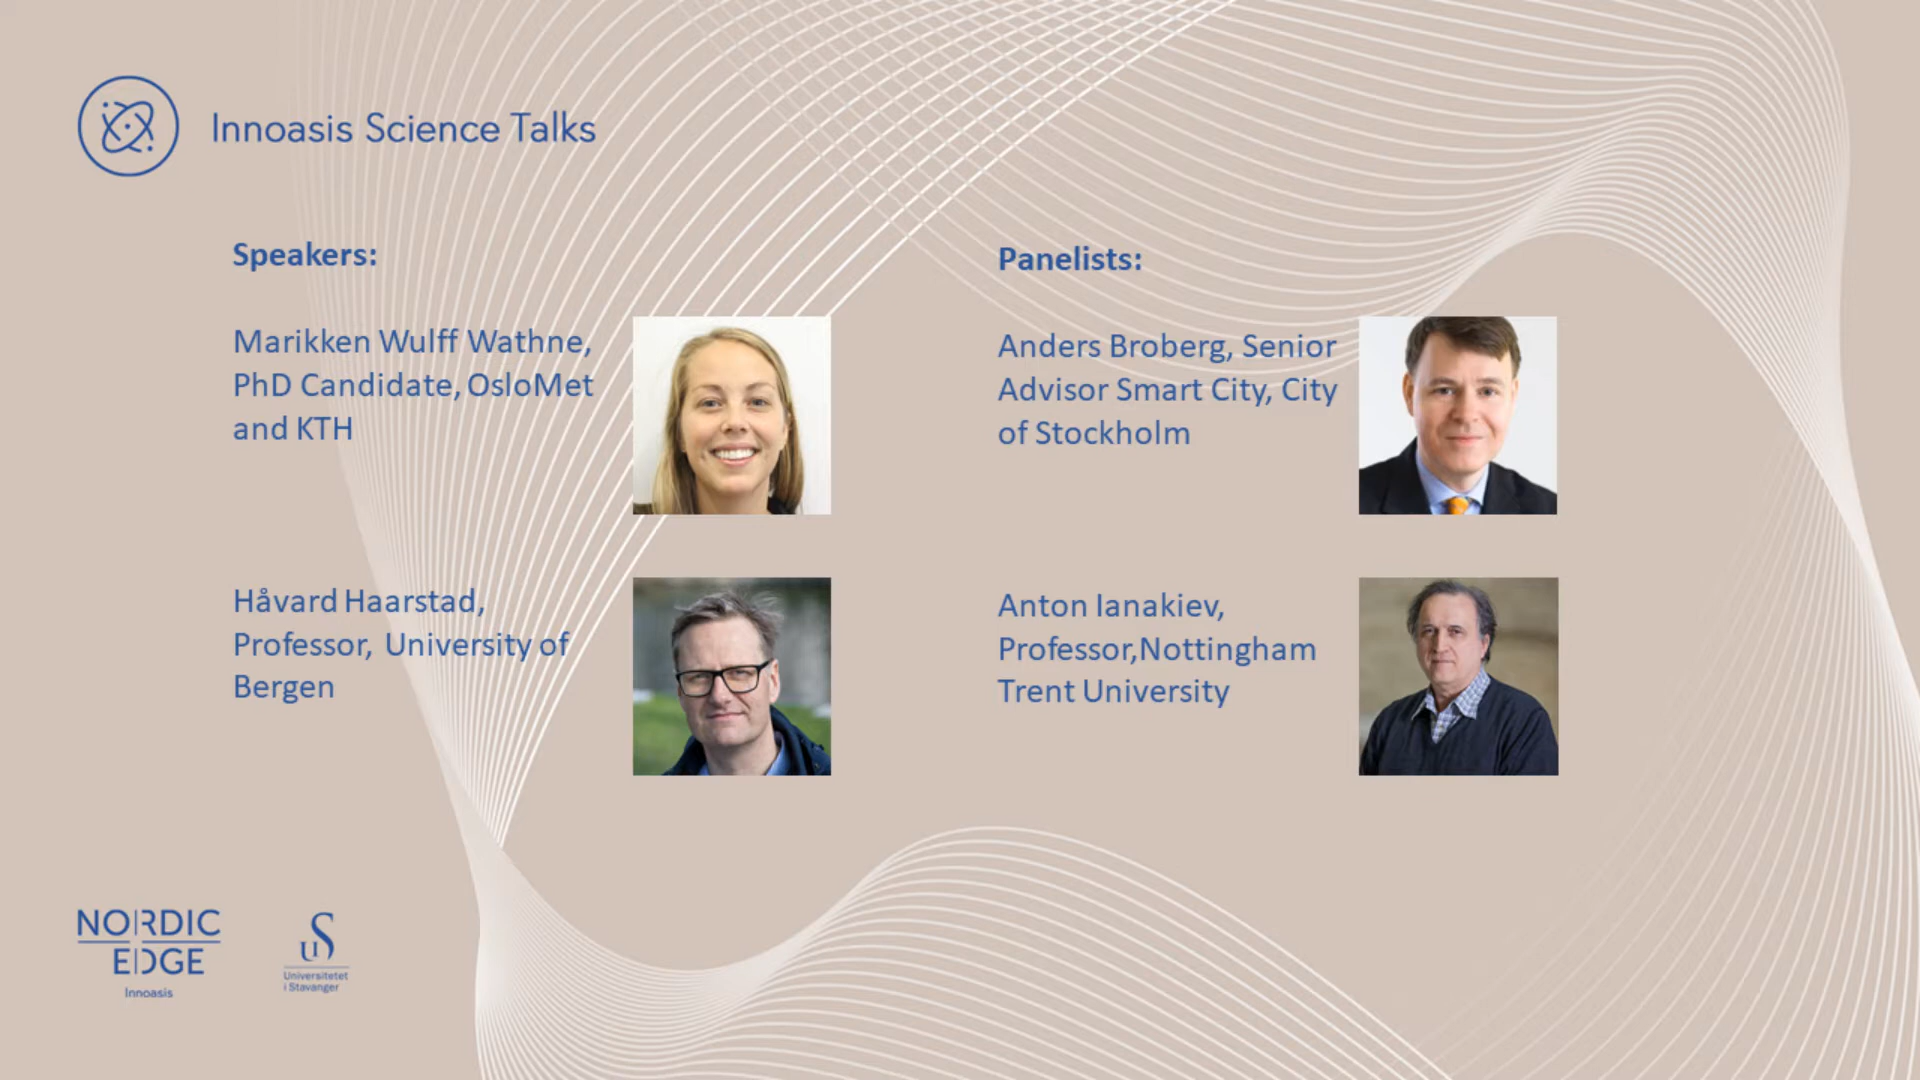 Innoasis Science Talks
Speakers:
Marikken Wulff Wathne,
PhD Candidate, OsloMet
and KTH
Håvard Haarstad,
Professor, University of
Bergen
Panelists:
Anders Broberg, Senior
Advisor Smart City, City
of Stockholm
Anton Ianakiev,
Professor,Nottingham
Trent University
NORDIC
EDGE
Innoasis
uS
Universitetet
i Stavanger